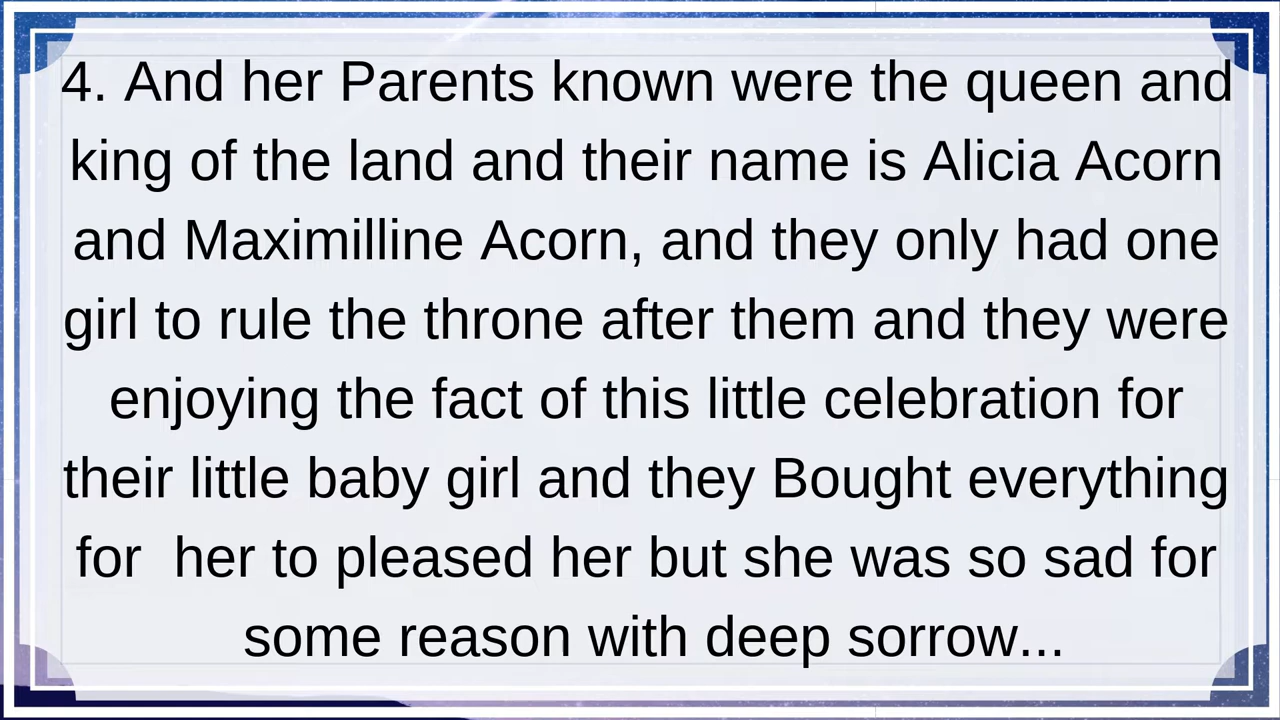 4. And her Parents known were the queen and
king of the land and their name is Alicia Acorn
and Maximilline Acorn, and they only had one
girl to rule the throne after them and they were
enjoying the fact of this little celebration for
their little baby girl and they Bought everything
for  her to pleased her but she was so sad for
some reason with deep sorrow...